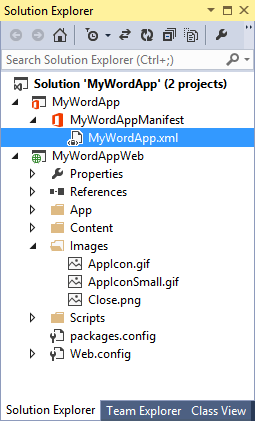 Solution Explorer
Search Solution Explorer (Ctrl+;)
Solution 'MyWordApp' (2 projects)
MyWordApp
MyWordAppManifest
MyWordApp.xml
MyWordAppWeb
Properties
References
App
Content
Images
AppIcon.gif
AppIconSmall.gif
Close.png
Scripts
packages.config
Web.config
Solution Explorer Team Explorer Class View